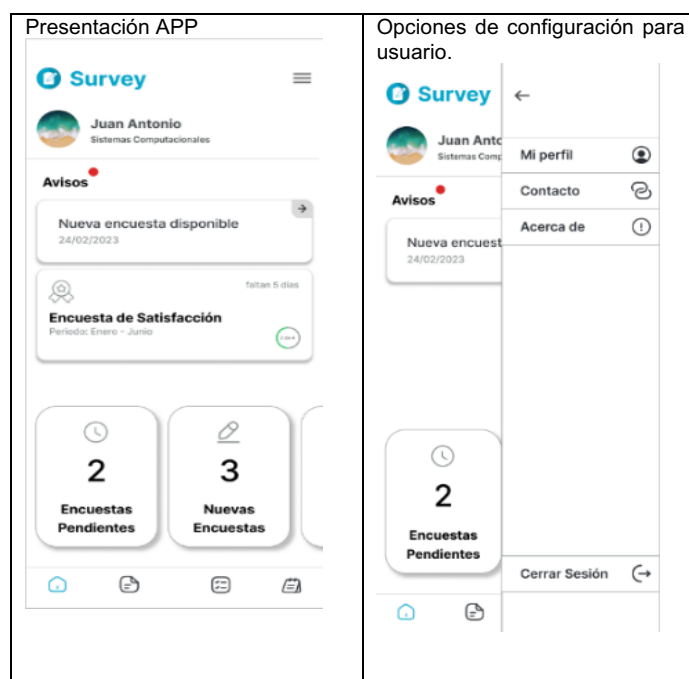 Presentación APP
Survey
Juan Antonio
Sistemas Computacionales
Avisos
Nueva encuesta disponible
24/02/2023
faltan 5 días
Encuesta de Satisfacción
Periodo: Enero - Junio
2
Encuestas
Pendientes
3
Nuevas
Encuestas
Opciones de configuración para
usuario.
Survey
Juan Anto
Sistemas Comp
Avisos
Nueva encuest
24/02/2023
2
Encuestas
Pendientes
Mi perfil
Contacto
Acerca de
Cerrar Sesión